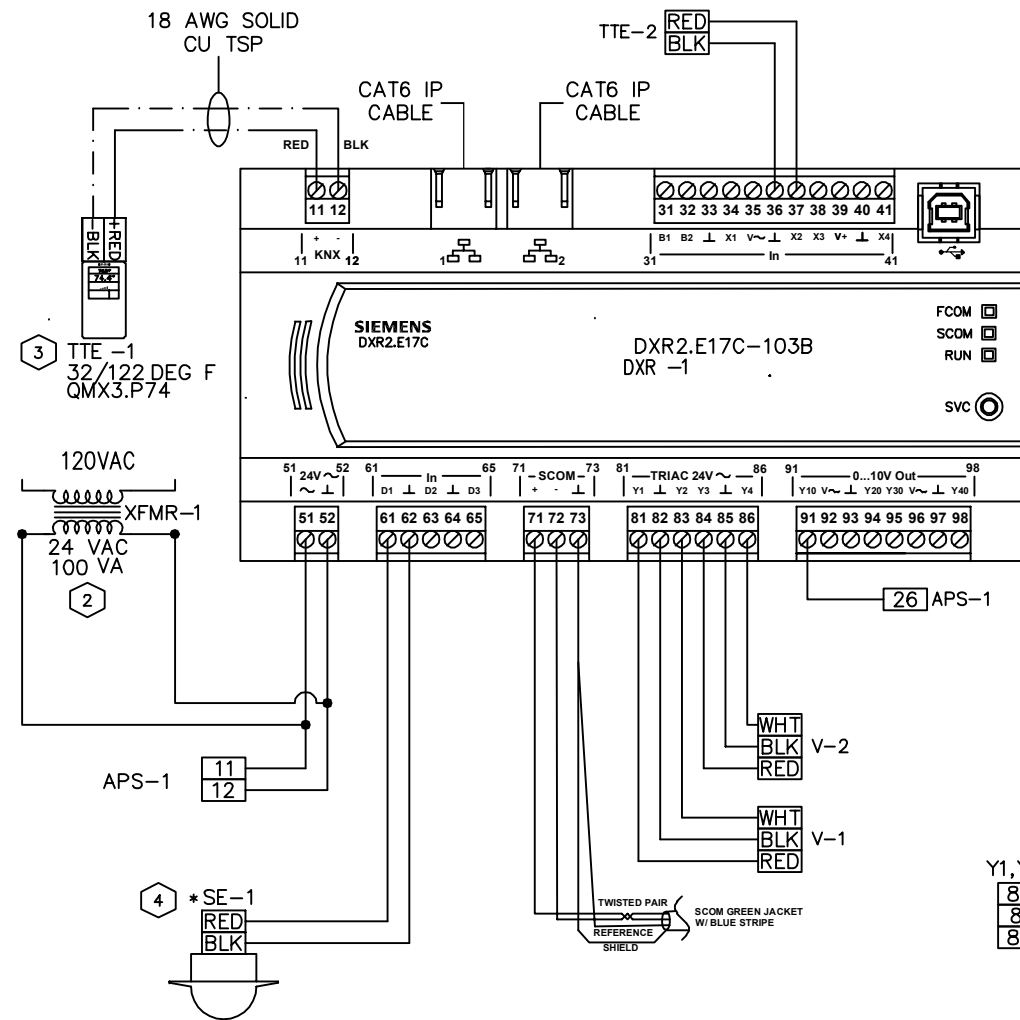 18 AWG SOLID
CU TSP
TTE-2
RED
BLK
CAT6 IP
CABLE
CAT6 IP
CABLE
RED
BLK
11 12
31 32 33 34 35 36 37 38 39 40 41
+ -
11 KNX 12
1
2
B1 B2 ⊥ X1 V~ ⊥ X2 X3 V+ ⊥ X4
31 In 41
-BLK
+RED
74.4°
3
TTE -1
32/122 DEG F
QMX3.P74
SIEMENS
DXR2.E17C
DXR2.E17C-103B
DXR -1
FCOM
SCOM
RUN
SVC
120VAC
XFMR-1
24 VAC
100 VA
2
51 24V ~ 52
~ ⊥
61 In 65
D1 ⊥ D2 ⊥ D3
71 SCOM 73
+ - ⊥
81 TRIAC 24V ~ 86
Y1 ⊥ Y2 Y3 ⊥ Y4
91 0...10V Out 98
Y10 V~ ⊥ Y20 Y30 V~ ⊥ Y40
51 52
61 62 63 64 65
71 72 73
81 82 83 84 85 86
91 92 93 94 95 96 97 98
26 APS-1
APS-1
11
12
WHT
BLK V-2
RED
WHT
BLK V-1
RED
4
*SE-1
RED
BLK
TWISTED PAIR
REFERENCE
SHIELD
SCOM GREEN JACKET
W/ BLUE STRIPE
Y1,
8
8
8